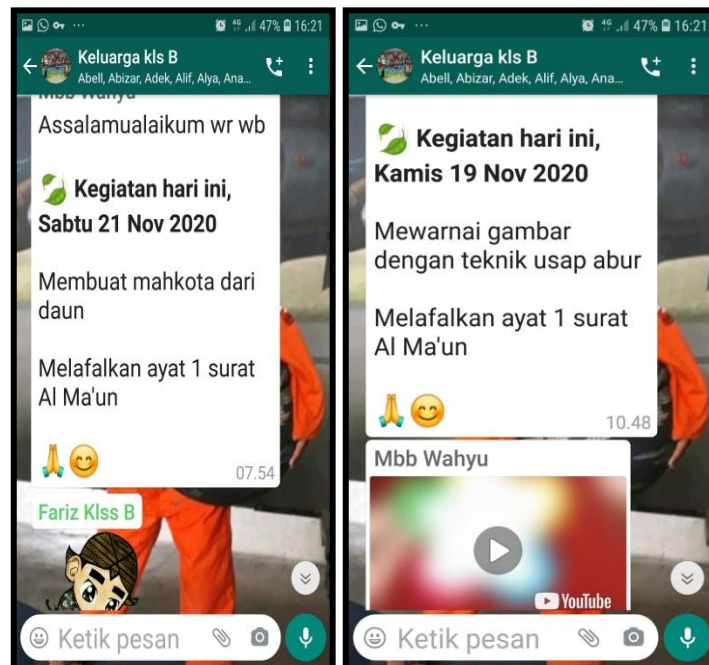 46 47% 16:21
Keluarga kls B
Abell, Abizar, Adek, Alif, Alya, Ana...
Mbb Wahyu
Assalamualaikum wr wb
Kegiatan hari ini,
Sabtu 21 Nov 2020
Membuat mahkota dari
daun
Melafalkan ayat 1 surat
Al Ma'un
07.54
Fariz Klss B
Ketik pesan
46 47% 16:21
Keluarga kls B
Abell, Abizar, Adek, Alif, Alya, Ana...
Kegiatan hari ini,
Kamis 19 Nov 2020
Mewarnai gambar
dengan teknik usap abur
Melafalkan ayat 1 surat
Al Ma'un
10.48
Mbb Wahyu
YouTube
Ketik pesan